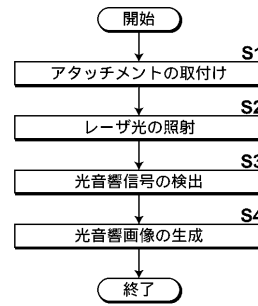 開始
S1
アタッチメントの取付け
S2
レーザ光の照射
S3
光音響信号の検出
S4
光音響画像の生成
終了